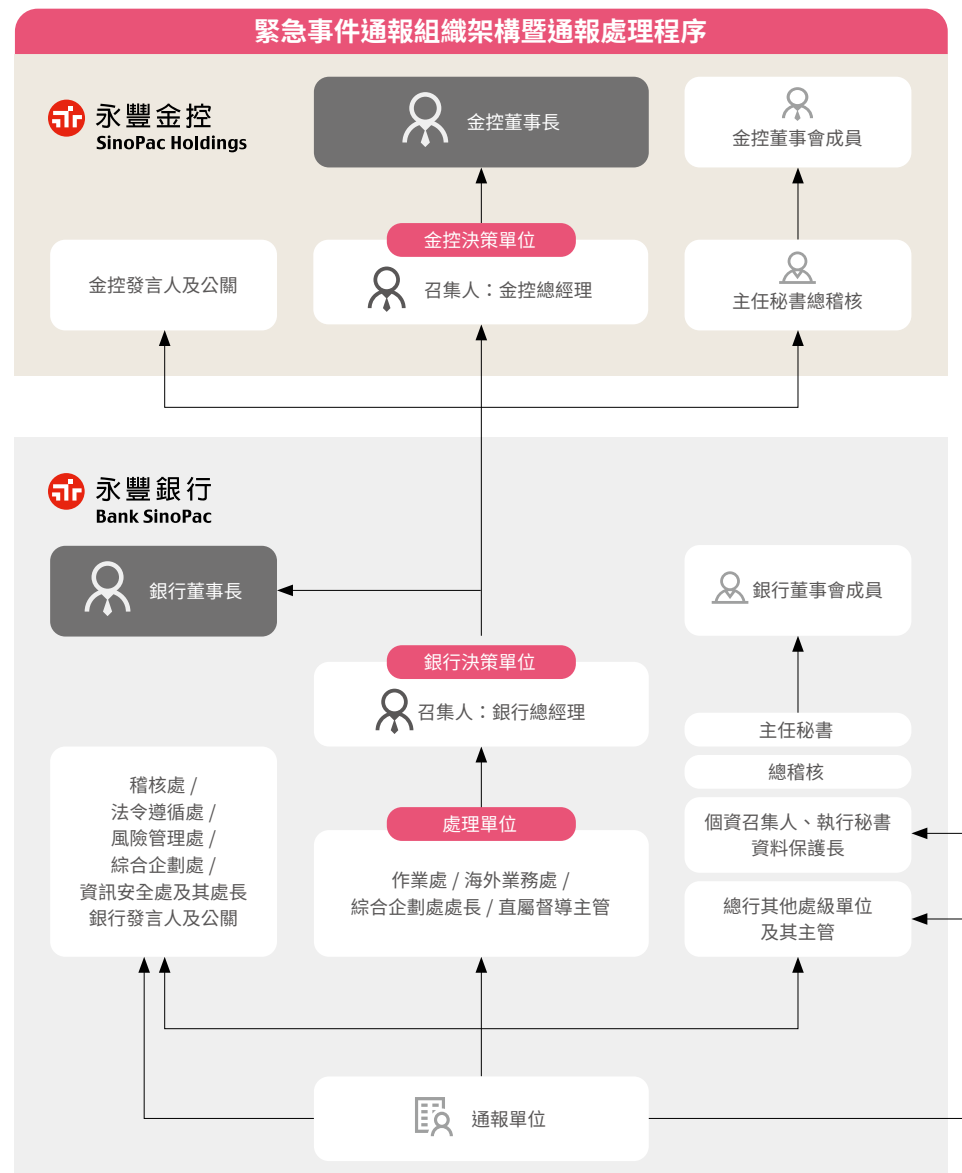 緊急事件通報組織架構暨通報處理程序
永豐金控
SinoPac Holdings
金控董事長
金控董事會成員
金控發言人及公關
金控決策單位
召集人：金控總經理
主任秘書總稽核
永豐銀行
Bank SinoPac
銀行董事長
銀行董事會成員
銀行決策單位
召集人：銀行總經理
稽核處 /
法令遵循處 /
風險管理處 /
綜合企劃處 /
資訊安全處及其處長
銀行發言人及公關
處理單位
作業處 / 海外業務處 /
綜合企劃處處長 / 直屬督導主管
主任秘書
總稽核
個資召集人、執行秘書
資料保護長
總行其他處級單位
及其主管
通報單位